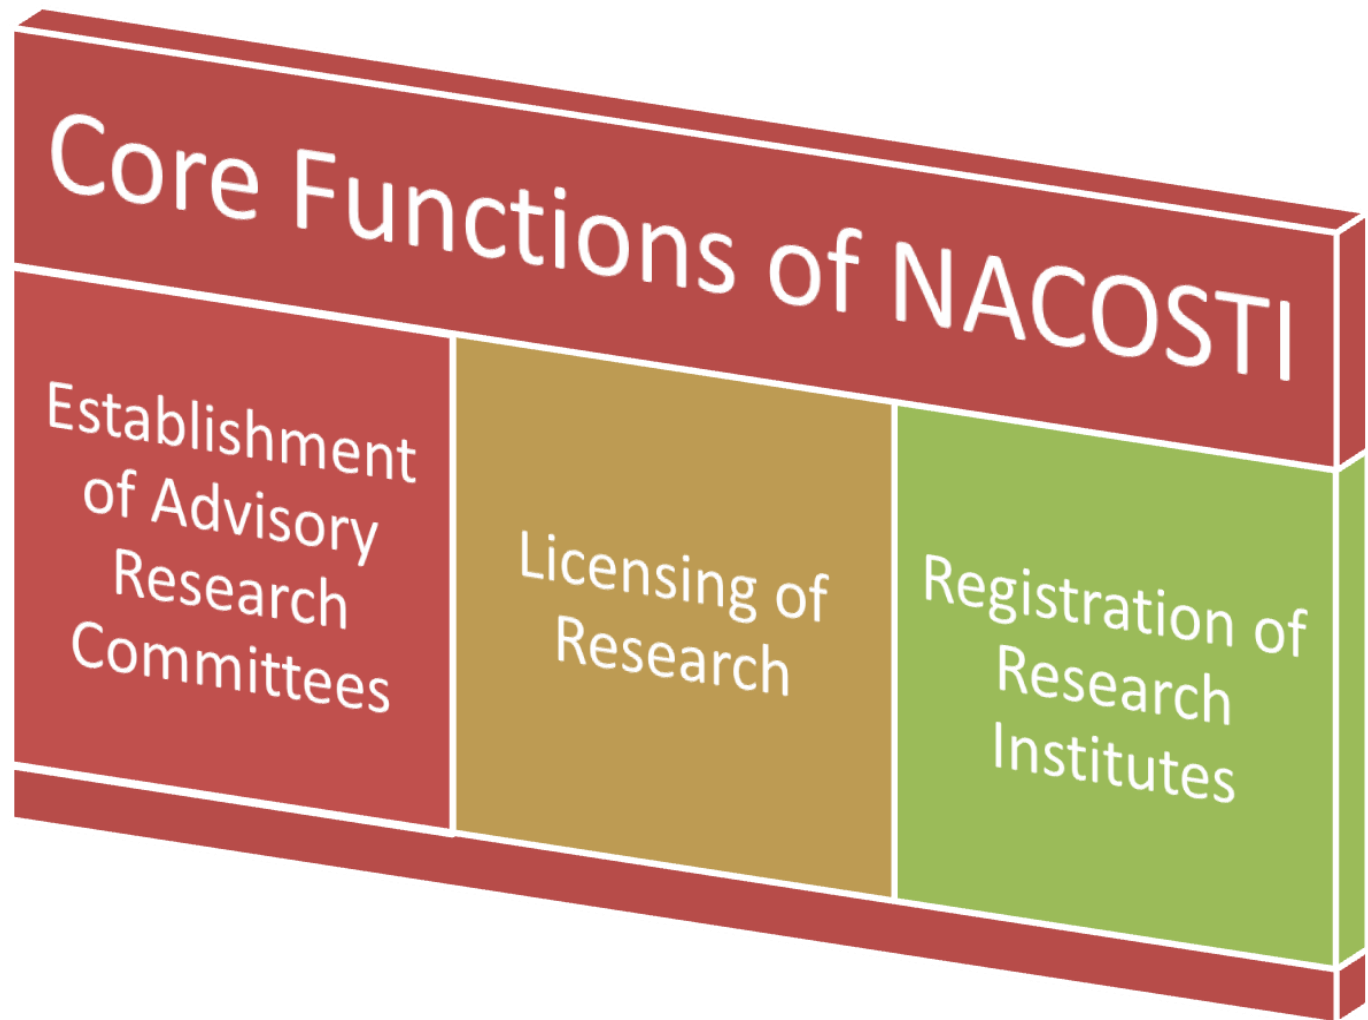 Core Functions of NACOSTI
Establishment
of Advisory
Research
Committees
Licensing of
Research
Registration of
Research
Institutes